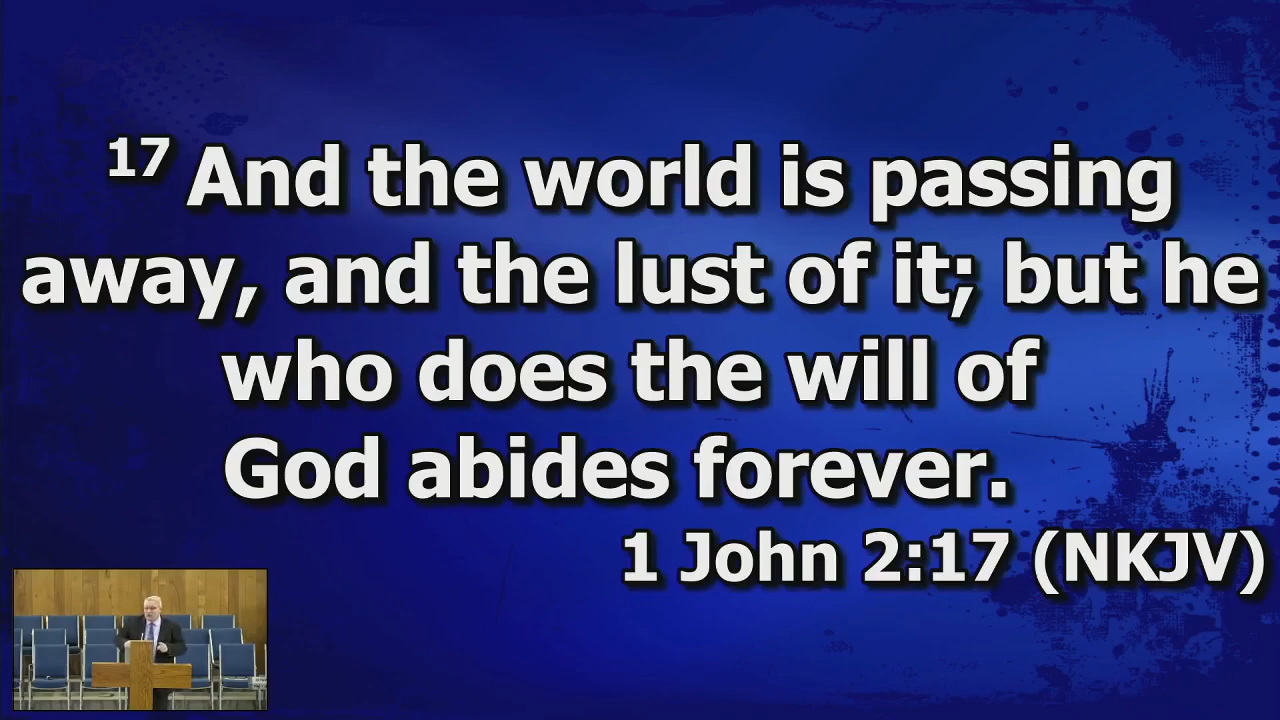 17 And the world is passing
away, and the lust of it; but he
who does the will of
God abides forever.
1 John 2:17 (NKJV)